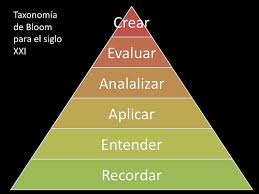 Taxonomía
de Bloom
para el siglo
XXI
Crear
Evaluar
Analalizar
Aplicar
Entender
Recordar